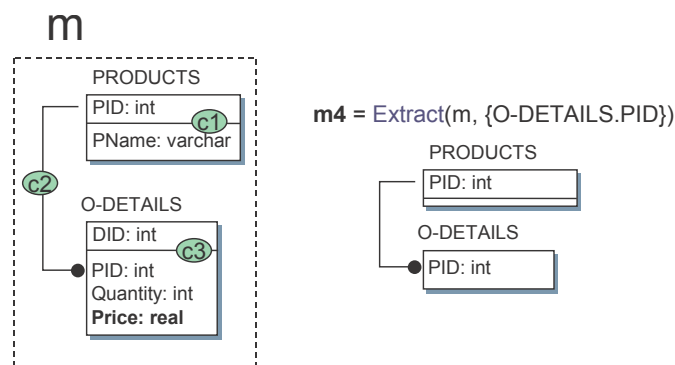 m
PRODUCTS
PID: int
c1
PName: varchar
c2
O-DETAILS
DID: int
c3
PID: int
Quantity: int
Price: real
m4 = Extract(m, {O-DETAILS.PID})
PRODUCTS
PID: int
O-DETAILS
PID: int